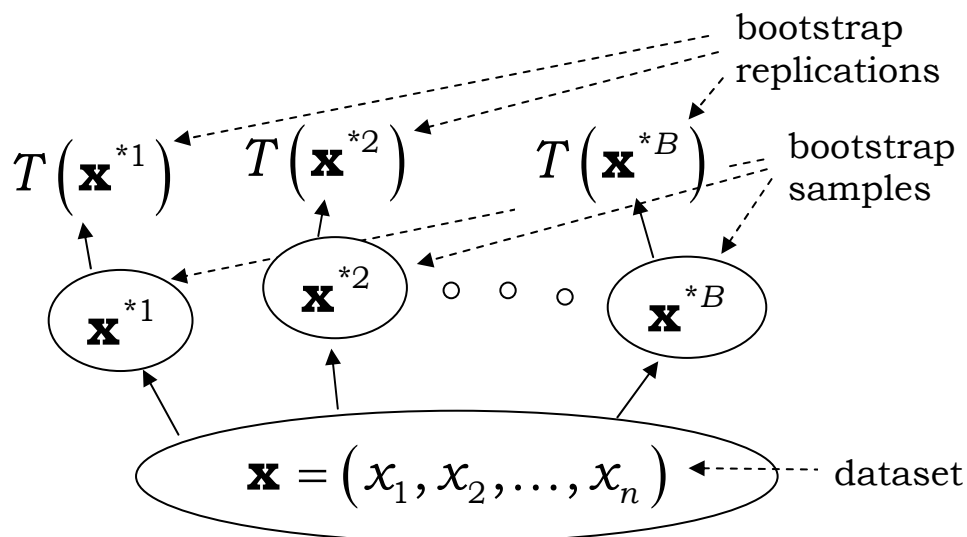 bootstrap
replications
T(𝐱*1) T(𝐱*2) T(𝐱*B)
bootstrap
samples
𝐱*1 𝐱*2 𝐱*B
𝐱 = (x₁, x₂, ..., xₙ)
dataset